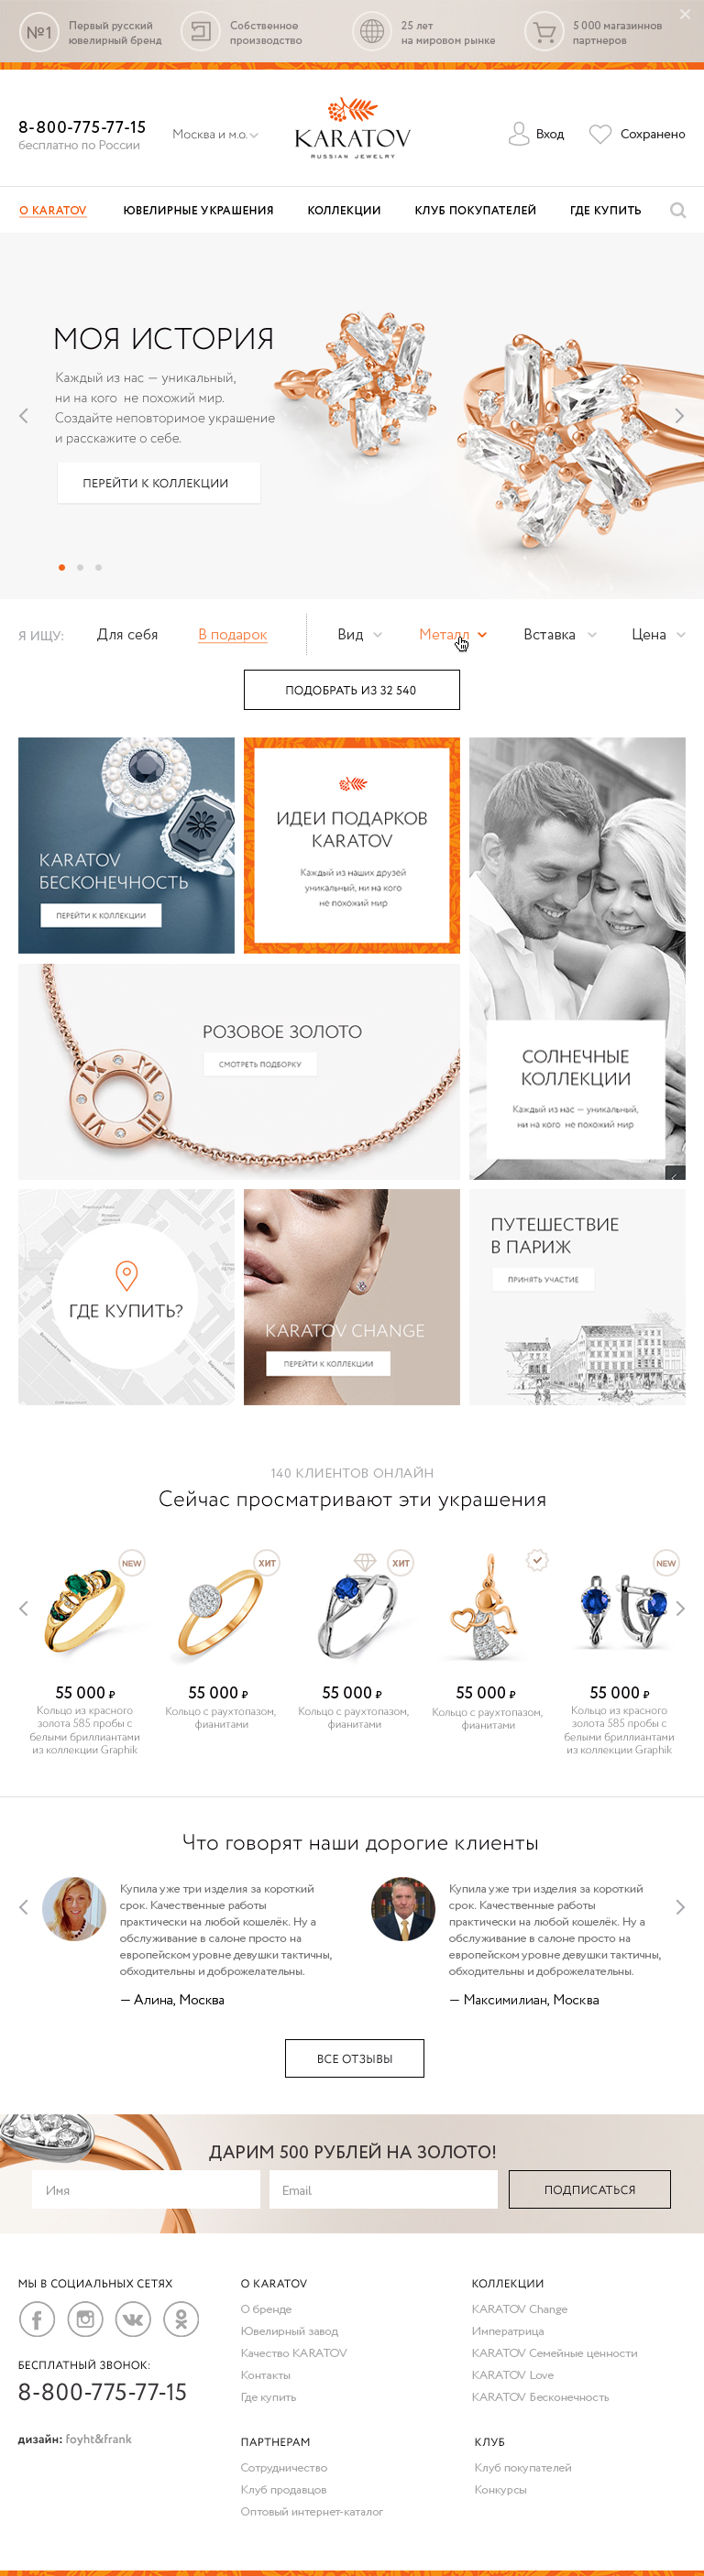 №1
Первый русский
ювелирный бренд
Собственное
производство
25 лет
на мировом рынке
5 000 магазиннов
партнеров
8-800-775-77-15
бесплатно по России
Москва и м.о.
KARATOV
RUSSIAN JEWELRY
Вход
Сохранено
О KARATOV
ЮВЕЛИРНЫЕ УКРАШЕНИЯ
КОЛЛЕКЦИИ
КЛУБ ПОКУПАТЕЛЕЙ
ГДЕ КУПИТЬ
МОЯ ИСТОРИЯ
Каждый из нас — уникальный,
ни на кого не похожий мир.
Создайте неповторимое украшение
и расскажите о себе.
ПЕРЕЙТИ К КОЛЛЕКЦИИ
Я ИЩУ:
Для себя
В подарок
Вид
Металл
Вставка
Цена
ПОДОБРАТЬ ИЗ 32 540
KARATOV
БЕСКОНЕЧНОСТЬ
ПЕРЕЙТИ К КОЛЛЕКЦИИ
ИДЕИ ПОДАРКОВ
KARATOV
Каждый из наших друзей
уникальный, ни на кого
не похожий мир
СОЛНЕЧНЫЕ
КОЛЛЕКЦИИ
Каждый из нас — уникальный,
ни на кого не похожий мир
РОЗОВОЕ ЗОЛОТО
СМОТРЕТЬ ПОДБОРКУ
ГДЕ КУПИТЬ?
KARATOV CHANGE
ПЕРЕЙТИ К КОЛЛЕКЦИИ
ПУТЕШЕСТВИЕ
В ПАРИЖ
ПРИНЯТЬ УЧАСТИЕ
140 КЛИЕНТОВ ОНЛАЙН
Сейчас просматривают эти украшения
NEW
ХИТ
ХИТ
NEW
55 000 ₽
Кольцо из красного
золота 585 пробы с
белыми бриллиантами
из коллекции Graphik
55 000 ₽
Кольцо с раухтопазом,
фианитами
55 000 ₽
Кольцо с раухтопазом,
фианитами
55 000 ₽
Кольцо с раухтопазом,
фианитами
55 000 ₽
Кольцо из красного
золота 585 пробы с
белыми бриллиантами
из коллекции Graphik
Что говорят наши дорогие клиенты
Купила уже три изделия за короткий
срок. Качественные работы
практически на любой кошелёк. Ну а
обслуживание в салоне просто на
европейском уровне девушки тактичны,
обходительны и доброжелательны.
— Алина, Москва
Купила уже три изделия за короткий
срок. Качественные работы
практически на любой кошелёк. Ну а
обслуживание в салоне просто на
европейском уровне девушки тактичны,
обходительны и доброжелательны.
— Максимилиан, Москва
ВСЕ ОТЗЫВЫ
ДАРИМ 500 РУБЛЕЙ НА ЗОЛОТО!
Имя
Email
ПОДПИСАТЬСЯ
МЫ В СОЦИАЛЬНЫХ СЕТЯХ
БЕСПЛАТНЫЙ ЗВОНОК:
8-800-775-77-15
дизайн: foyht&frank
О KARATOV
О бренде
Ювелирный завод
Качество KARATOV
Контакты
Где купить
КОЛЛЕКЦИИ
KARATOV Change
Императрица
KARATOV Семейные ценности
KARATOV Love
KARATOV Бесконечность
ПАРТНЕРАМ
Сотрудничество
Клуб продавцов
Оптовый интернет-каталог
КЛУБ
Клуб покупателей
Конкурсы